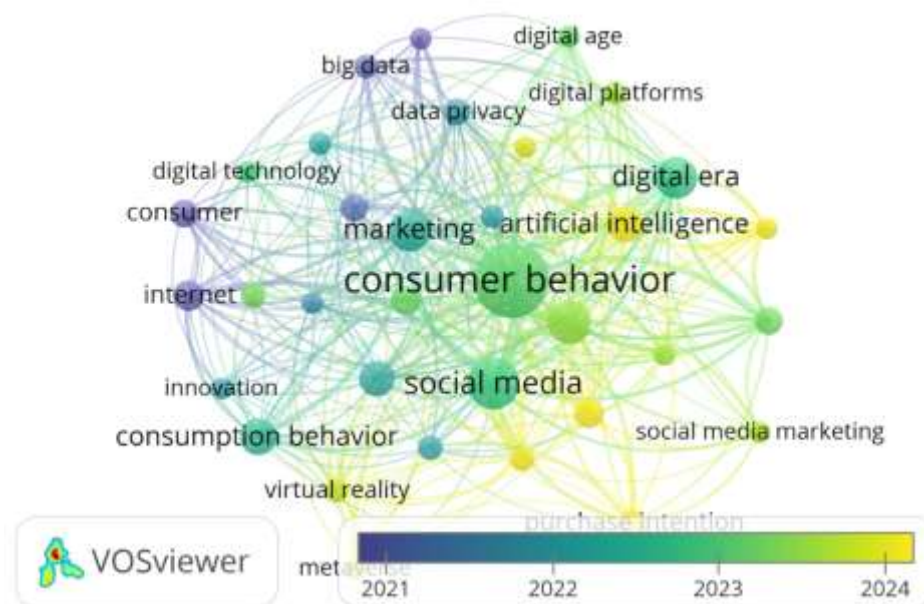 digital age
big data
digital platforms
data privacy
digital technology
digital era
consumer
marketing
artificial intelligence
consumer behavior
internet
innovation
social media
consumption behavior
social media marketing
virtual reality
purchase intention
VOSviewer
metaverse
2021
2022
2023
2024